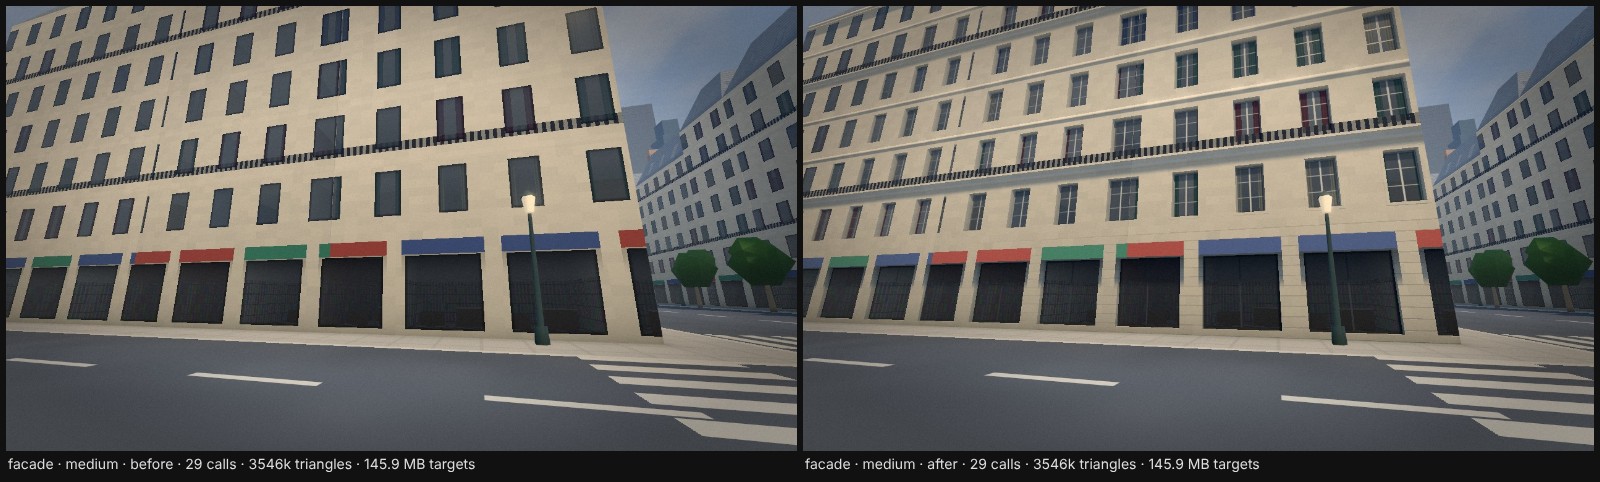 facade · medium · before · 29 calls · 3546k triangles · 145.9 MB targets
facade · medium · after · 29 calls · 3546k triangles · 145.9 MB targets